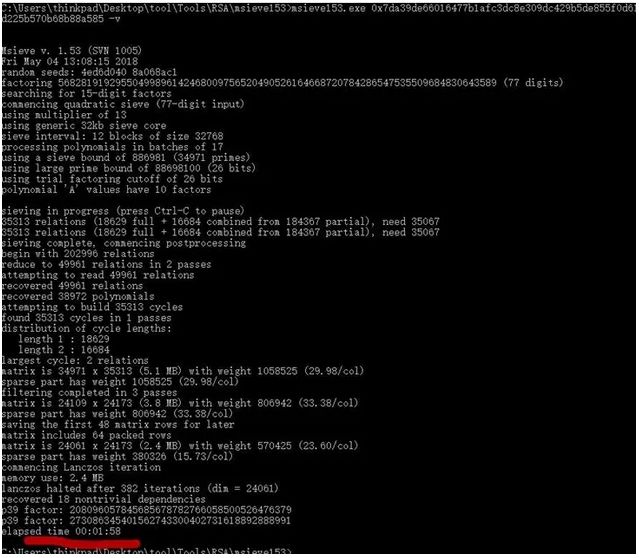 C:\Users\thinkpad\Desktop\tool\Tools\RSA\msieve153>msieve153.exe 0x7da39de66016477b1afc3dc8e309dc429b5de855f0d61
d225b570b68b88a585 -v
Msieve v. 1.53 (SVN 1005)
Fri May 04 13:08:15 2018
random seeds: 4ed6d040 8a068ac1
factoring 56828191929550499896142468009756520490526164668720784286547535509684830643589 (77 digits)
searching for 15-digit factors
commencing quadratic sieve (77-digit input)
using multiplier of 13
using generic 32kb sieve core
sieve interval: 12 blocks of size 32768
processing polynomials in batches of 17
using a sieve bound of 886981 (34971 primes)
using large prime bound of 88698100 (26 bits)
using trial factoring cutoff of 26 bits
polynomial 'A' values have 10 factors
sieving in progress (press Ctrl-C to pause)
35313 relations (18629 full + 16684 combined from 184367 partial), need 35067
35313 relations (18629 full + 16684 combined from 184367 partial), need 35067
sieving complete, commencing postprocessing
begin with 202996 relations
reduce to 49961 relations in 2 passes
attempting to read 49961 relations
recovered 49961 relations
recovered 38972 polynomials
attempting to build 35313 cycles
found 35313 cycles in 1 passes
distribution of cycle lengths:
length 1 : 18629
length 2 : 16684
largest cycle: 2 relations
matrix is 34971 x 35313 (5.1 MB) with weight 1058525 (29.98/col)
sparse part has weight 1058525 (29.98/col)
filtering completed in 3 passes
matrix is 24109 x 24173 (3.8 MB) with weight 806942 (33.38/col)
sparse part has weight 806942 (33.38/col)
saving the first 48 matrix rows for later
matrix includes 64 packed rows
matrix is 24061 x 24173 (2.4 MB) with weight 570425 (23.60/col)
sparse part has weight 380326 (15.73/col)
commencing Lanczos iteration
memory use: 2.4 MB
lanczos halted after 382 iterations (dim = 24061)
recovered 18 nontrivial dependencies
p39 factor: 208096057845685678782766058500526476379
p39 factor: 273086345401562743300402731618892888991
elapsed time 00:01:58
C:\Users\thinkpad\Desktop\tool\Tools\RSA\msieve153>